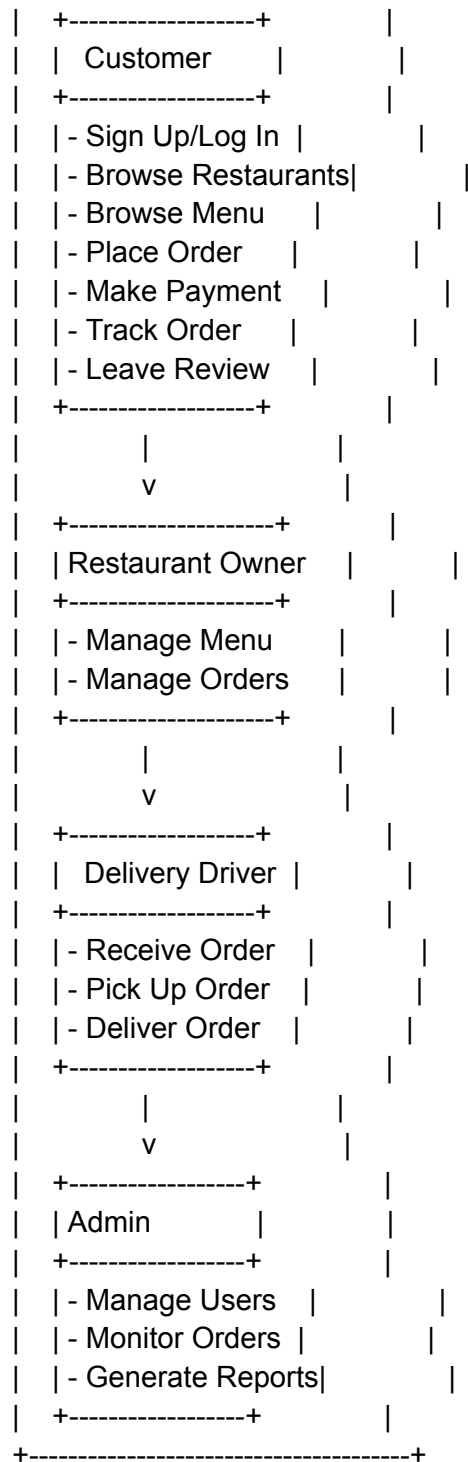 |    +-------------------+             |
|    |   Customer        |             |
|    +-------------------+             |
|    | - Sign Up/Log In  |             |
|    | - Browse Restaurants|             |
|    | - Browse Menu      |             |
|    | - Place Order      |             |
|    | - Make Payment     |             |
|    | - Track Order      |             |
|    | - Leave Review     |             |
|    +-------------------+             |
|              |                       |
|              v                       |
|    +---------------------+           |
|    | Restaurant Owner     |           |
|    +---------------------+           |
|    | - Manage Menu        |           |
|    | - Manage Orders      |           |
|    +---------------------+           |
|              |                       |
|              v                       |
|    +-------------------+             |
|    |   Delivery Driver  |             |
|    +-------------------+             |
|    | - Receive Order    |             |
|    | - Pick Up Order    |             |
|    | - Deliver Order    |             |
|    +-------------------+             |
|              |                       |
|              v                       |
|    +------------------+              |
|    | Admin            |              |
|    +------------------+              |
|    | - Manage Users    |              |
|    | - Monitor Orders  |              |
|    | - Generate Reports|              |
|    +------------------+              |
+--------------------------------------+